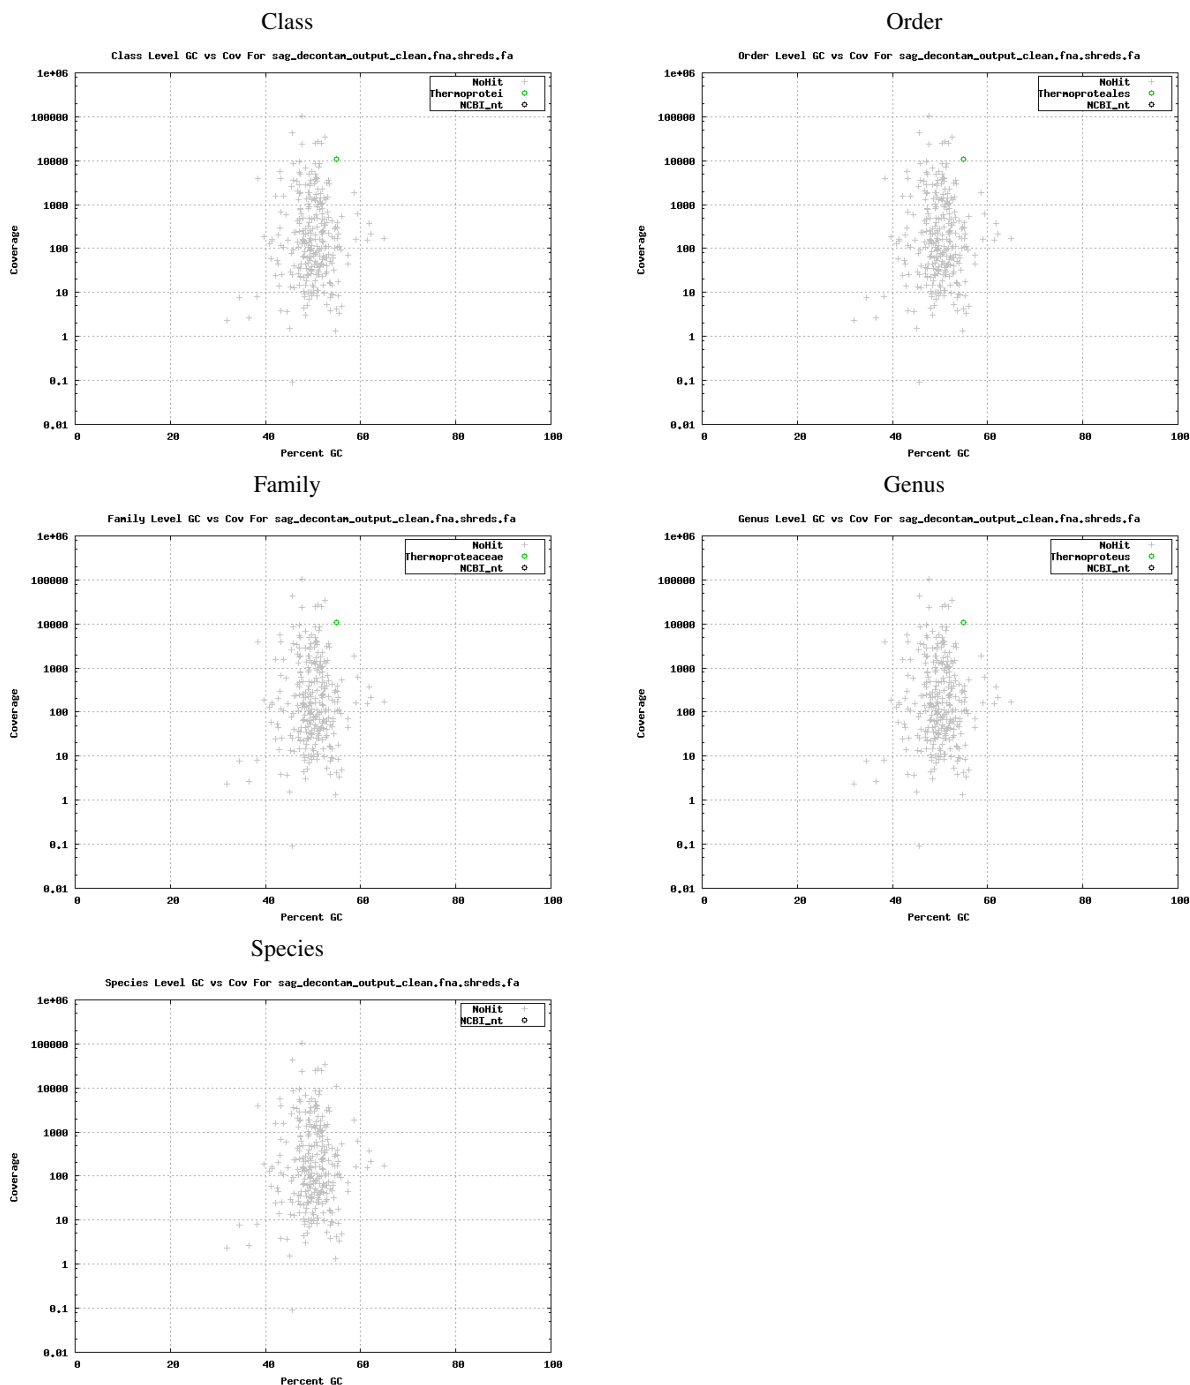 Class
Class Level GC vs Cov For sag_decontam_output_clean.fna.shreds.fa
NoHit
Thermoprotei
NCBI_nt
1e+06
100000
10000
1000
100
10
1
0.1
0.01
Coverage
0 20 40 60 80 100
Percent GC
Order
Order Level GC vs Cov For sag_decontam_output_clean.fna.shreds.fa
NoHit
Thermoproteales
NCBI_nt
1e+06
100000
10000
1000
100
10
1
0.1
0.01
Coverage
0 20 40 60 80 100
Percent GC
Family
Family Level GC vs Cov For sag_decontam_output_clean.fna.shreds.fa
NoHit
Thermoproteaceae
NCBI_nt
1e+06
100000
10000
1000
100
10
1
0.1
0.01
Coverage
0 20 40 60 80 100
Percent GC
Genus
Genus Level GC vs Cov For sag_decontam_output_clean.fna.shreds.fa
NoHit
Thermoproteus
NCBI_nt
1e+06
100000
10000
1000
100
10
1
0.1
0.01
Coverage
0 20 40 60 80 100
Percent GC
Species
Species Level GC vs Cov For sag_decontam_output_clean.fna.shreds.fa
NoHit
NCBI_nt
1e+06
100000
10000
1000
100
10
1
0.1
0.01
Coverage
0 20 40 60 80 100
Percent GC